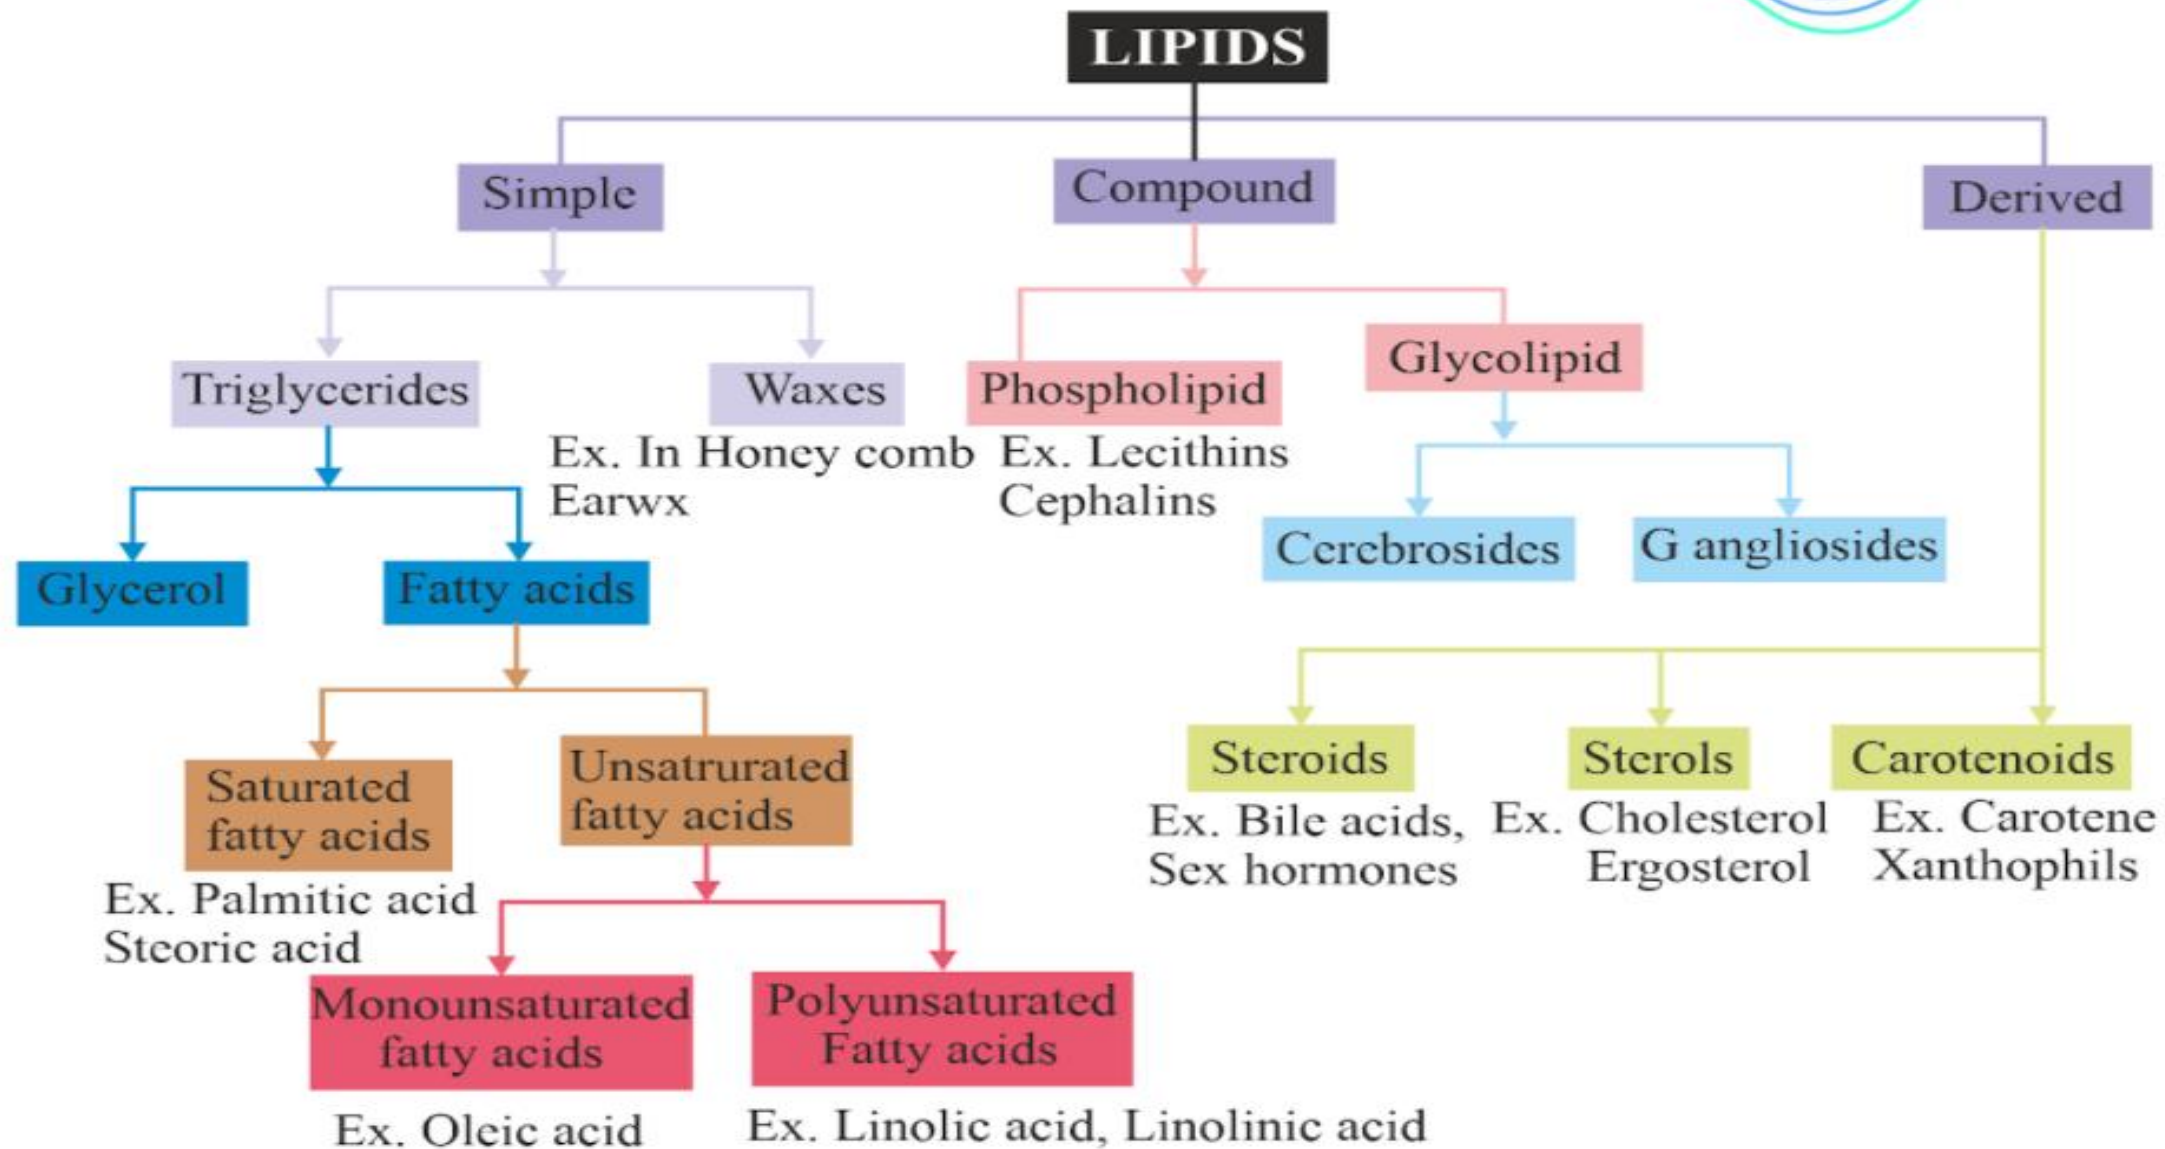 LIPIDS
Simple
Compound
Derived
Triglycerides
Waxes
Ex. In Honey comb
Earwx
Phospholipid
Ex. Lecithins
Cephalins
Glycolipid
Cerebrosides
G angliosides
Glycerol
Fatty acids
Saturated
fatty acids
Ex. Palmitic acid
Steoric acid
Unsatrurated
fatty acids
Monounsaturated
fatty acids
Ex. Oleic acid
Polyunsaturated
Fatty acids
Ex. Linolic acid, Linolinic acid
Steroids
Ex. Bile acids,
Sex hormones
Sterols
Ex. Cholesterol
Ergosterol
Carotenoids
Ex. Carotene
Xanthophils